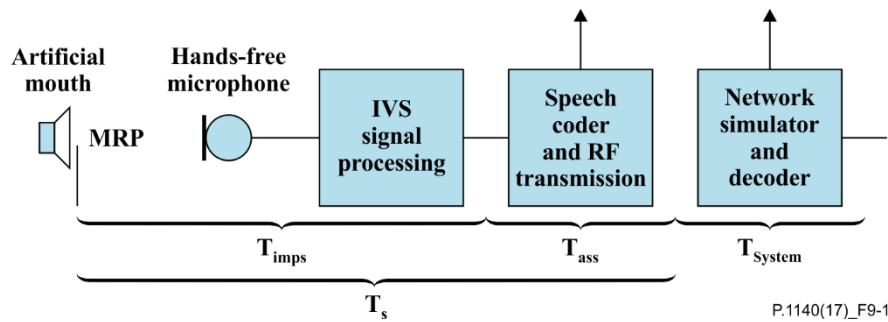 Artificial
mouth
MRP
Hands-free
microphone
IVS
signal
processing
Speech
coder
and RF
transmission
Network
simulator
and
decoder
T_imps
T_ass
T_System
T_s
P.1140(17)_F9-1